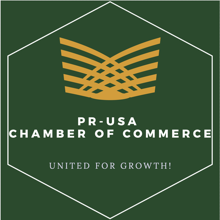 PR-USA
CHAMBER OF COMMERCE
UNITED FOR GROWTH!